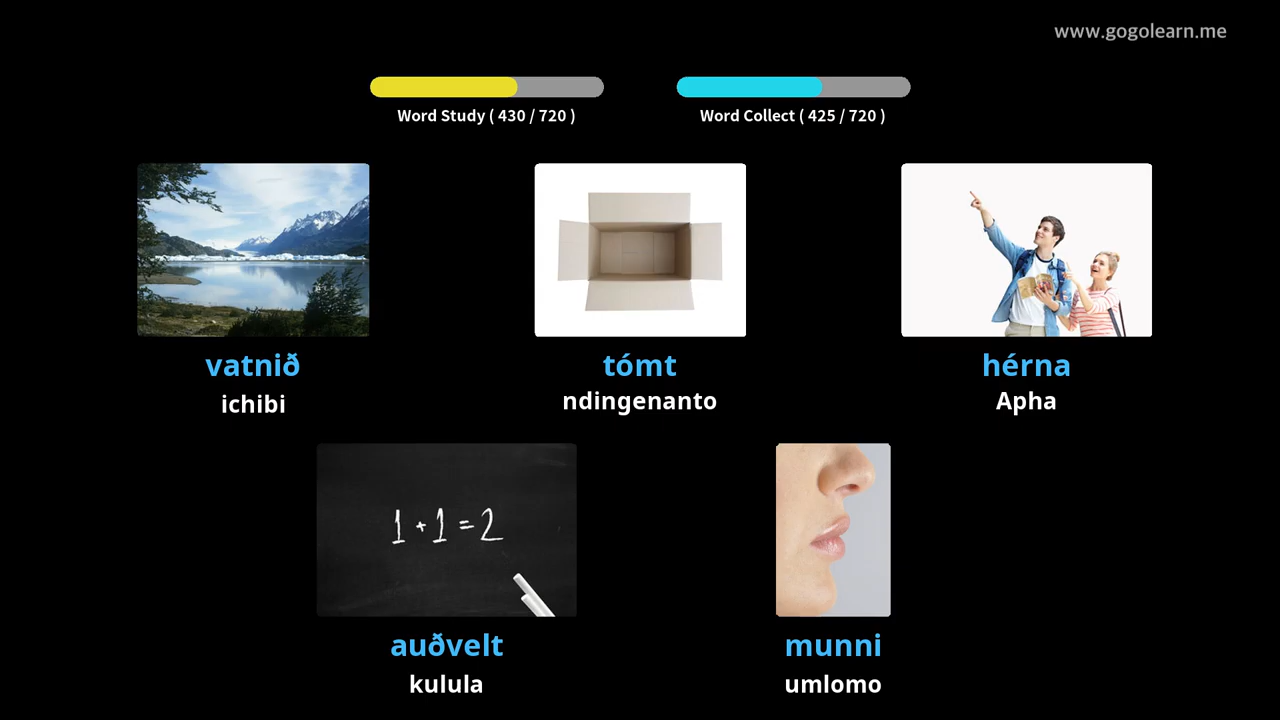 www.gogolearn.me
Word Study ( 430 / 720 )
Word Collect ( 425 / 720 )
vatnið
ichibi
tómt
ndingenanto
hérna
Apha
1 + 1 = 2
auðvelt
kulula
munni
umlomo